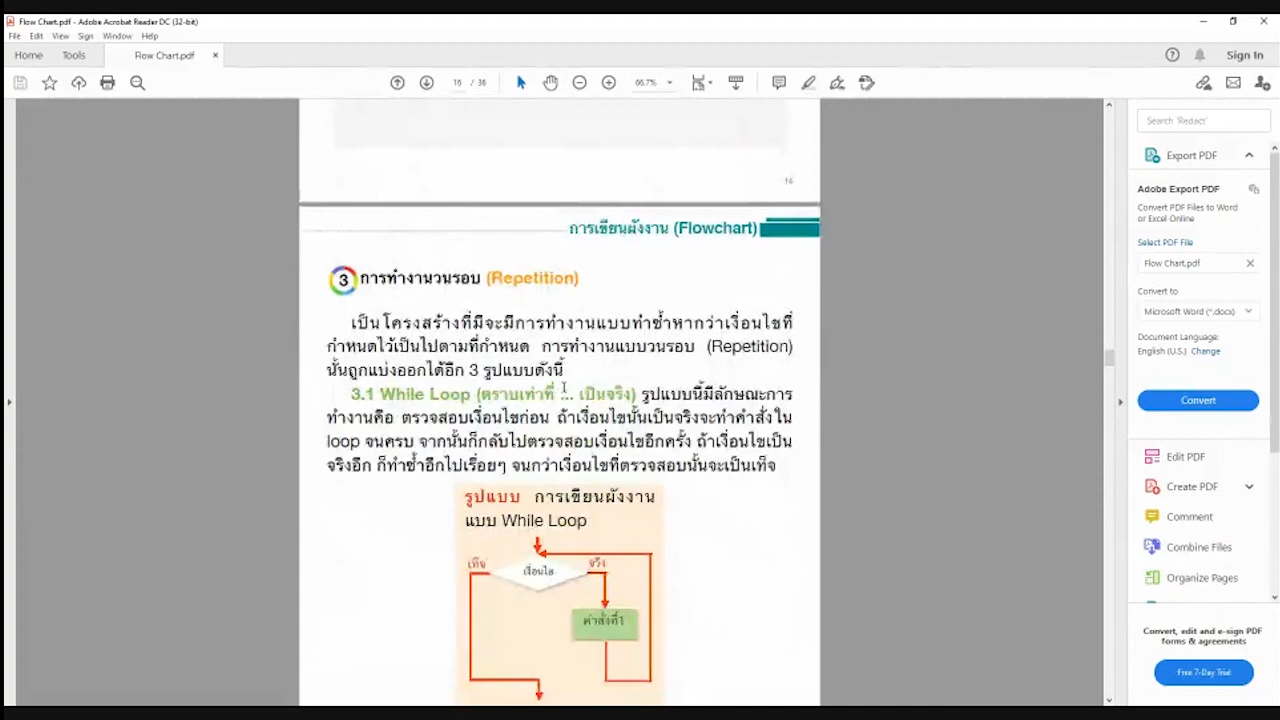 Flow Chart.pdf - Adobe Acrobat Reader DC (32-bit)
File Edit View Sign Window Help
Home Tools Flow Chart.pdf × Sign In
16 / 36 66.7%
Search 'Redact'
Export PDF
Adobe Export PDF
Convert PDF Files to Word
or Excel Online
Select PDF File
Flow Chart.pdf
Convert to
Microsoft Word (*.docx)
Document Language:
English (U.S.) Change
Convert
Edit PDF
Create PDF
Comment
Combine Files
Organize Pages
Convert, edit and e-sign PDF
forms & agreements
Free 7-Day Trial
16
การเขียนผังงาน (Flowchart)
3 การทำงานวนรอบ (Repetition)
เป็นโครงสร้างที่มีจะมีการทำงานแบบทำซ้ำหากว่าเงื่อนไขที่
กำหนดไว้เป็นไปตามที่กำหนด การทำงานแบบวนรอบ (Repetition)
นั้นถูกแบ่งออกได้อีก 3 รูปแบบดังนี้
3.1 While Loop (ตราบเท่าที่ ... เป็นจริง) รูปแบบนี้มีลักษณะการ
ทำงานคือ ตรวจสอบเงื่อนไขก่อน ถ้าเงื่อนไขนั้นเป็นจริงจะทำคำสั่งใน
loop จนครบ จากนั้นก็กลับไปตรวจสอบเงื่อนไขอีกครั้ง ถ้าเงื่อนไขเป็น
จริงอีก ก็ทำซ้ำอีกไปเรื่อยๆ จนกว่าเงื่อนไขที่ตรวจสอบนั้นจะเป็นเท็จ
รูปแบบ การเขียนผังงาน
แบบ While Loop
เท็จ เงื่อนไข จริง
คำสั่งที่1